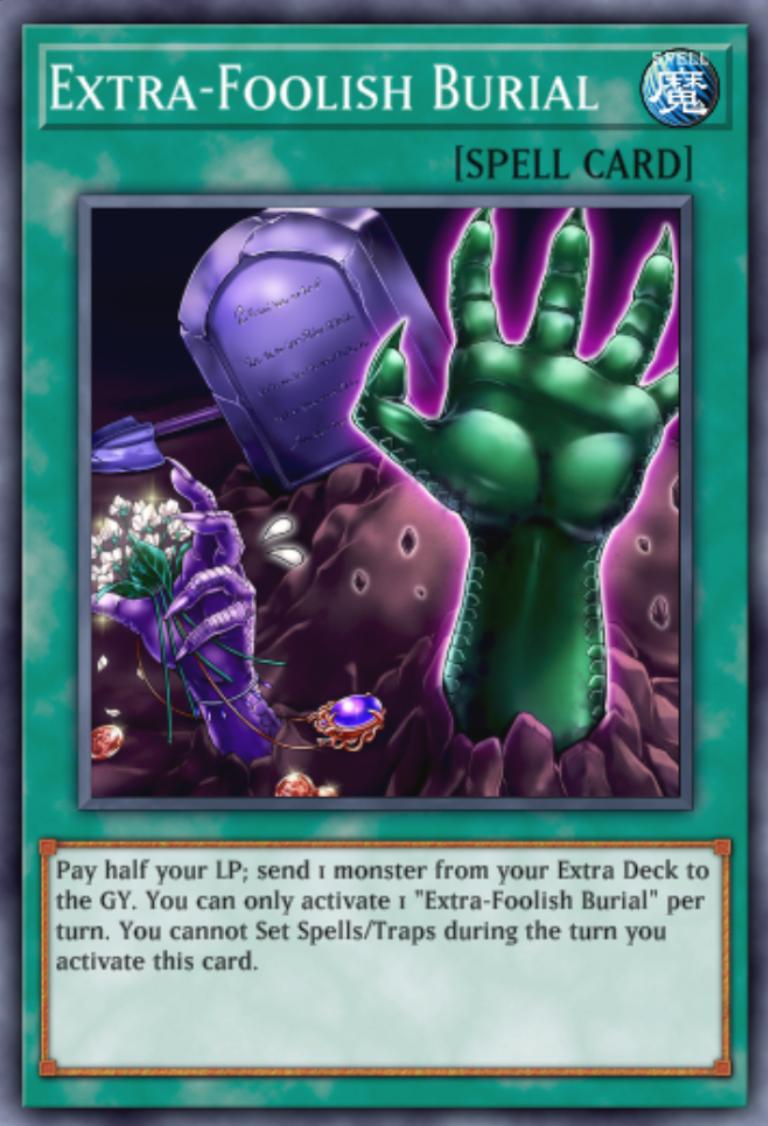 EXTRA-FOOLISH BURIAL
SPELL
魔
[SPELL CARD]
Pay half your LP; send 1 monster from your Extra Deck to
the GY. You can only activate 1 "Extra-Foolish Burial" per
turn. You cannot Set Spells/Traps during the turn you
activate this card.